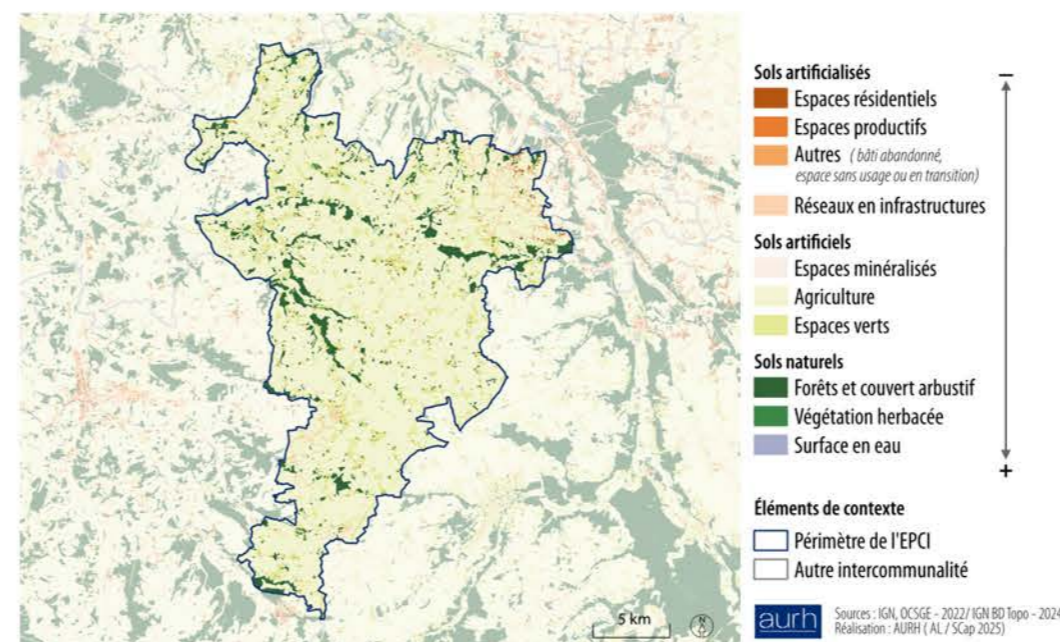 Sols artificialisés
–
Espaces résidentiels
Espaces productifs
Autres ( bâti abandonné,
espace sans usage ou en transition)
Réseaux en infrastructures
Sols artificiels
Espaces minéralisés
Agriculture
Espaces verts
Sols naturels
Forêts et couvert arbustif
Végétation herbacée
Surface en eau
+
Éléments de contexte
Périmètre de l'EPCI
Autre intercommunalité
5 km
N
aurh
Sources : IGN, OCSGE - 2022/ IGN BD Topo - 2024
Réalisation : AURH ( AL / SCap 2025)